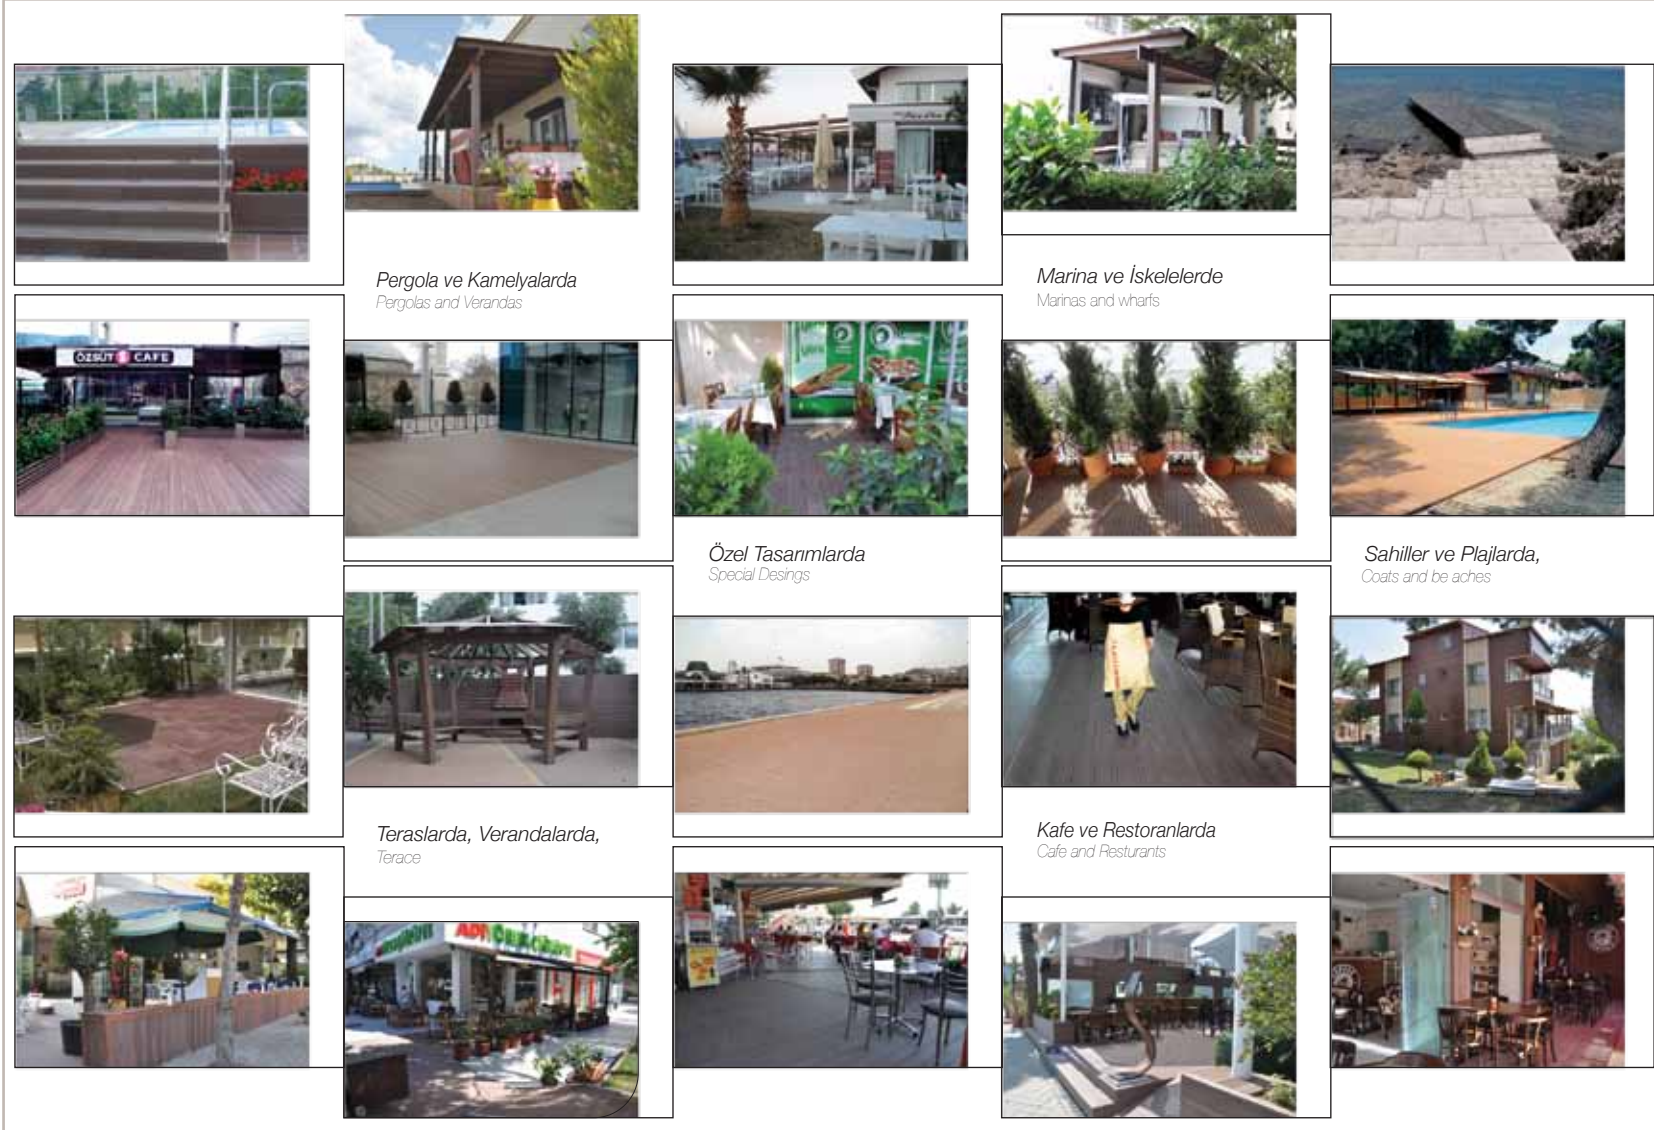 Pergola ve Kamelyalarda
Pergolas and Verandas
Marina ve İskelelerde
Marinas and wharfs
ÖZSÜT CAFE
Özel Tasarımlarda
Special Desings
Sahiller ve Plajlarda,
Coats and be aches
Teraslarda, Verandalarda,
Terace
Kafe ve Restoranlarda
Cafe and Resturants